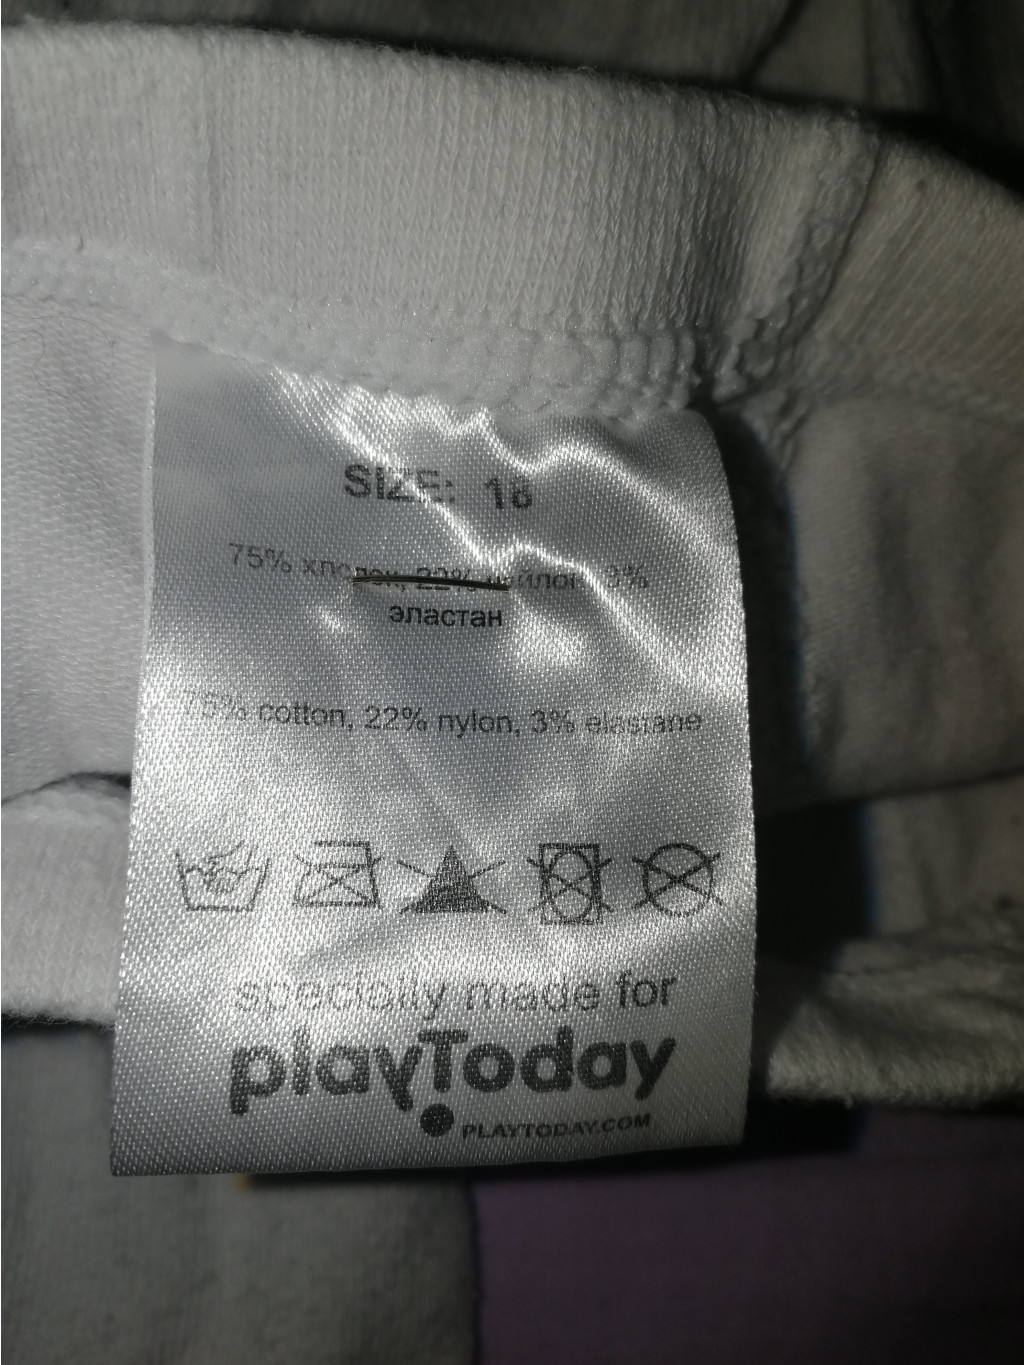 SIZE: 18
75% хлопок, 22% нейлон, 3%
эластан
75% cotton, 22% nylon, 3% elastane
specially made for
playToday
PLAYTODAY.COM